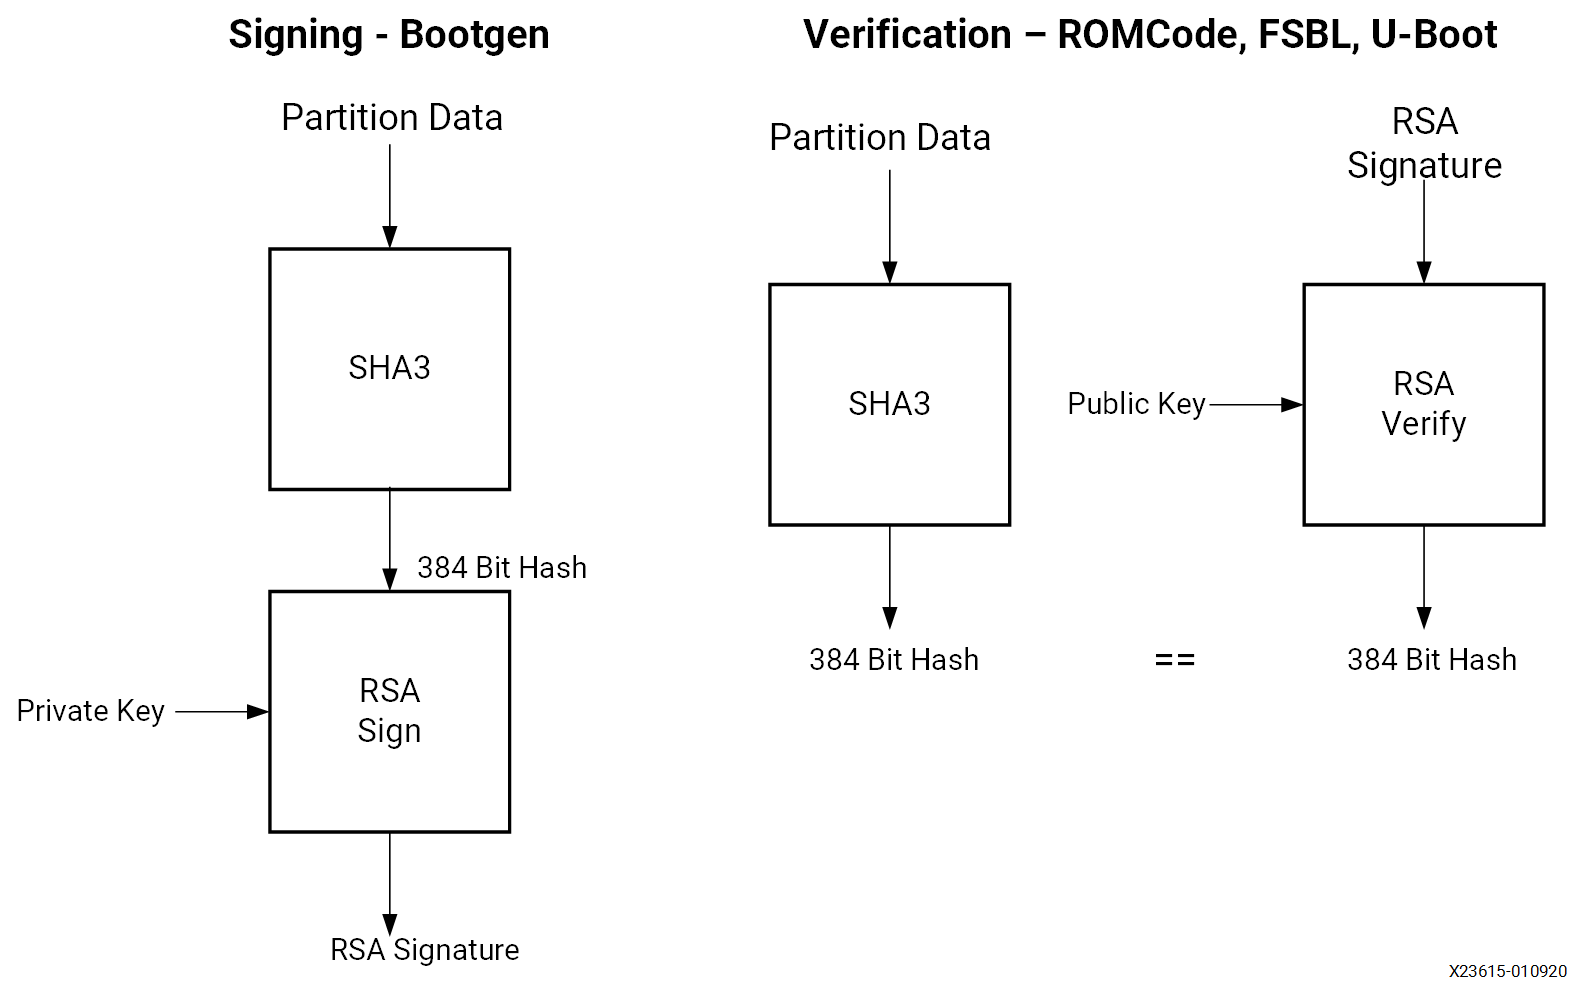 Signing - Bootgen
Partition Data
SHA3
384 Bit Hash
Private Key
RSA
Sign
RSA Signature
Verification – ROMCode, FSBL, U-Boot
Partition Data
SHA3
384 Bit Hash
==
RSA
Signature
Public Key
RSA
Verify
384 Bit Hash
X23615-010920